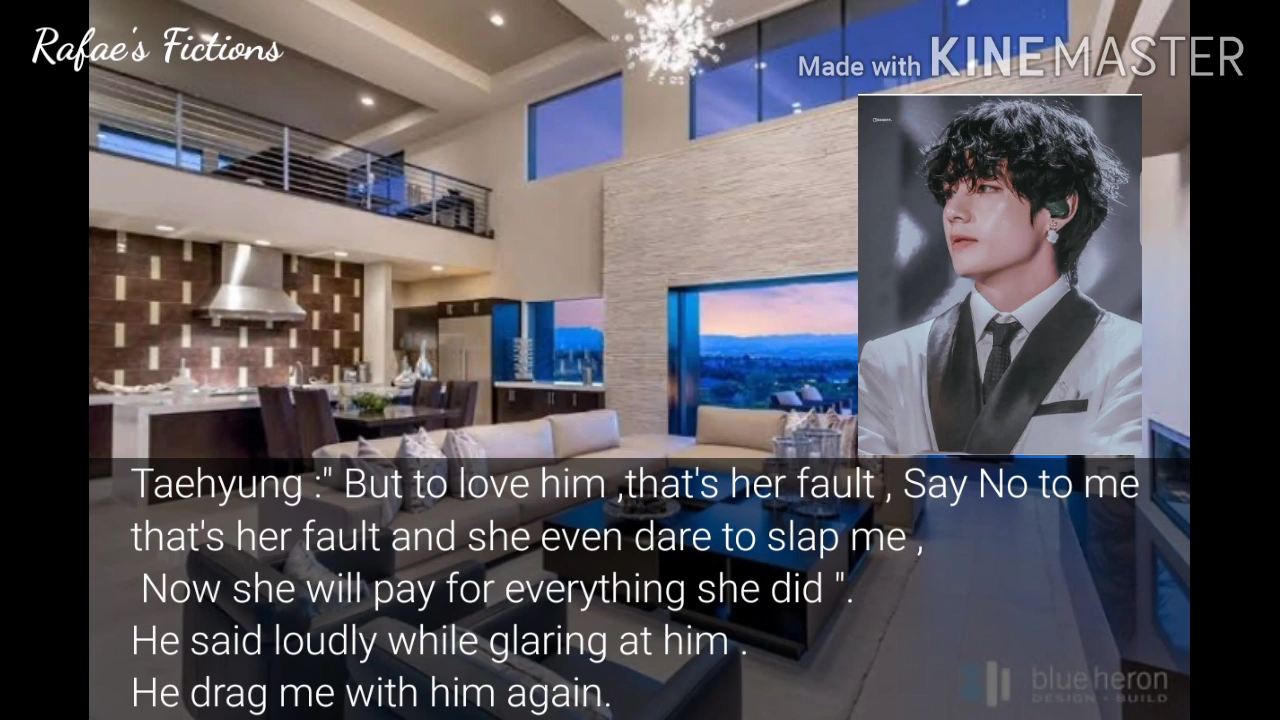 Rafae's Fictions
Made with KINEMASTER
Taehyung :" But to love him ,that's her fault , Say No to me
that's her fault and she even dare to slap me ,
Now she will pay for everything she did ".
He said loudly while glaring at him .
He drag me with him again.
blue heron
DESIGN + BUILD